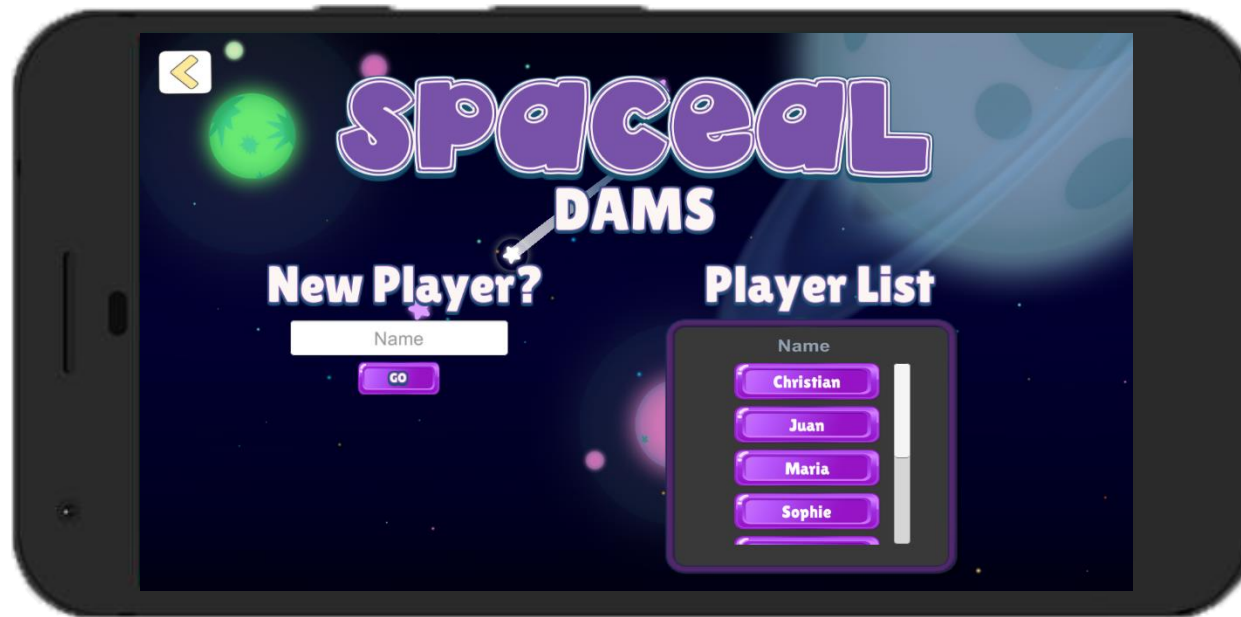 SPACEAL
DAMS
New Player?
Name
GO
Player List
Name
Christian
Juan
Maria
Sophie